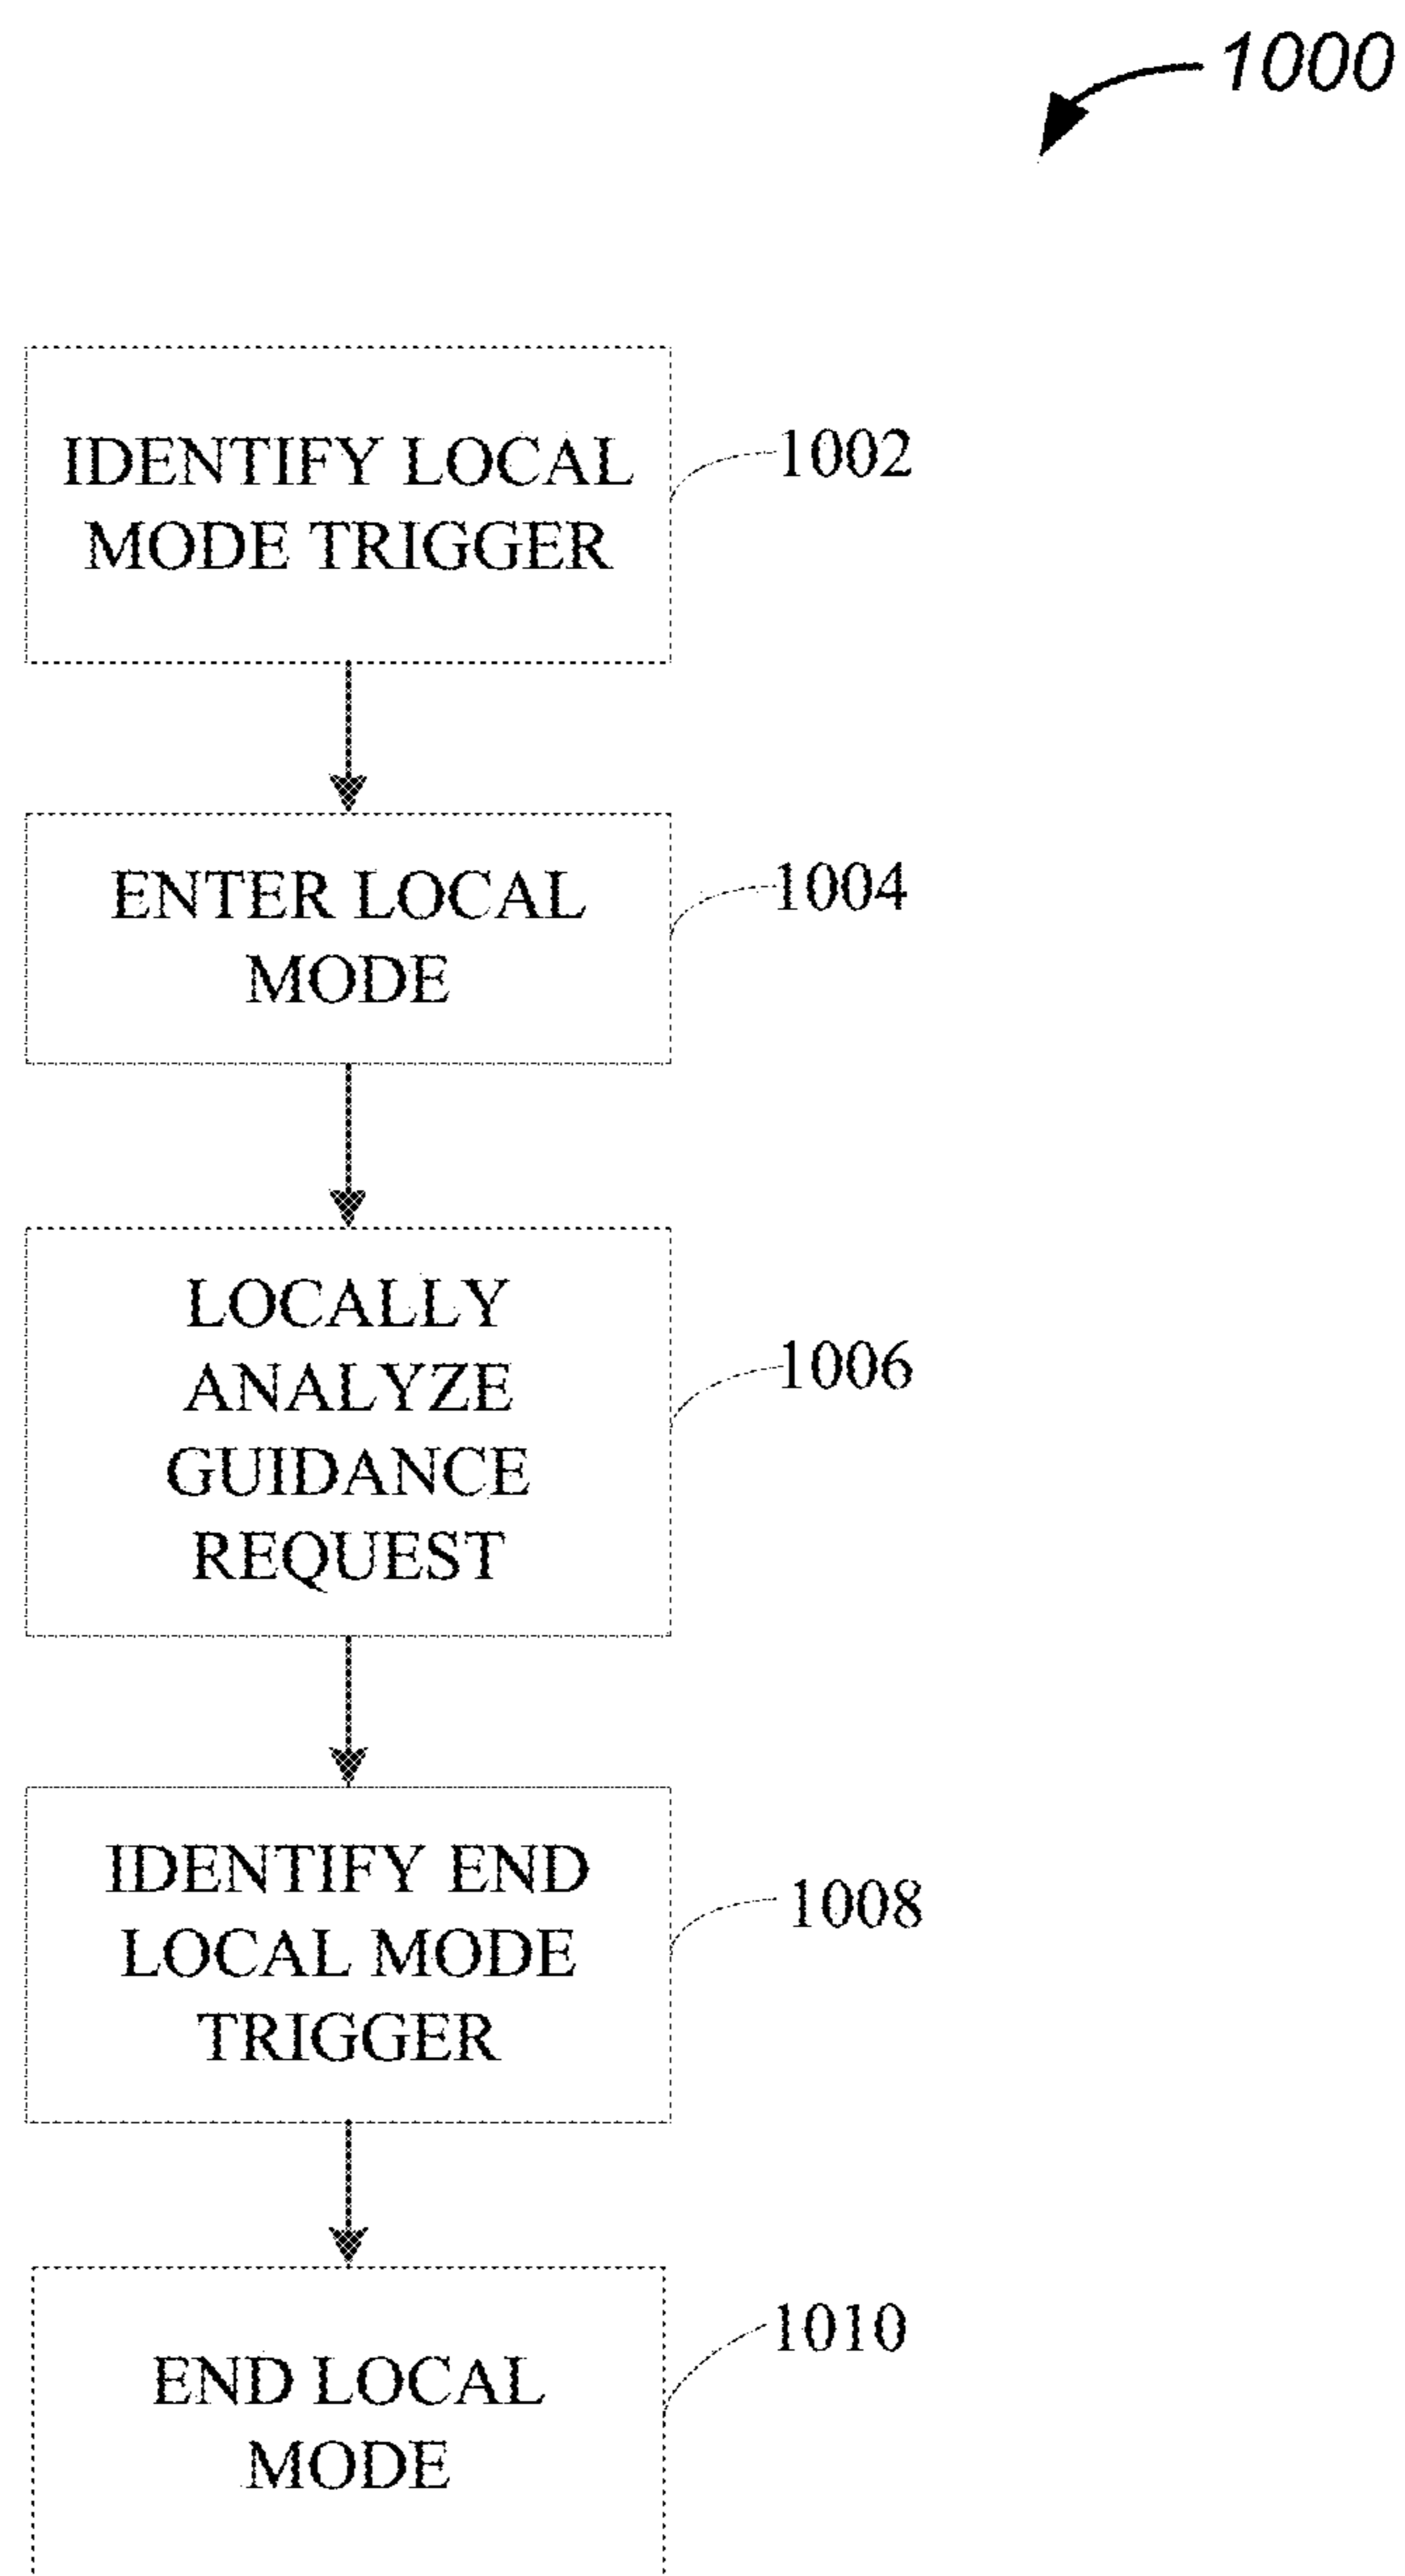 1000
IDENTIFY LOCAL
MODE TRIGGER
1002
ENTER LOCAL
MODE
1004
LOCALLY
ANALYZE
GUIDANCE
REQUEST
1006
IDENTIFY END
LOCAL MODE
TRIGGER
1008
END LOCAL
MODE
1010